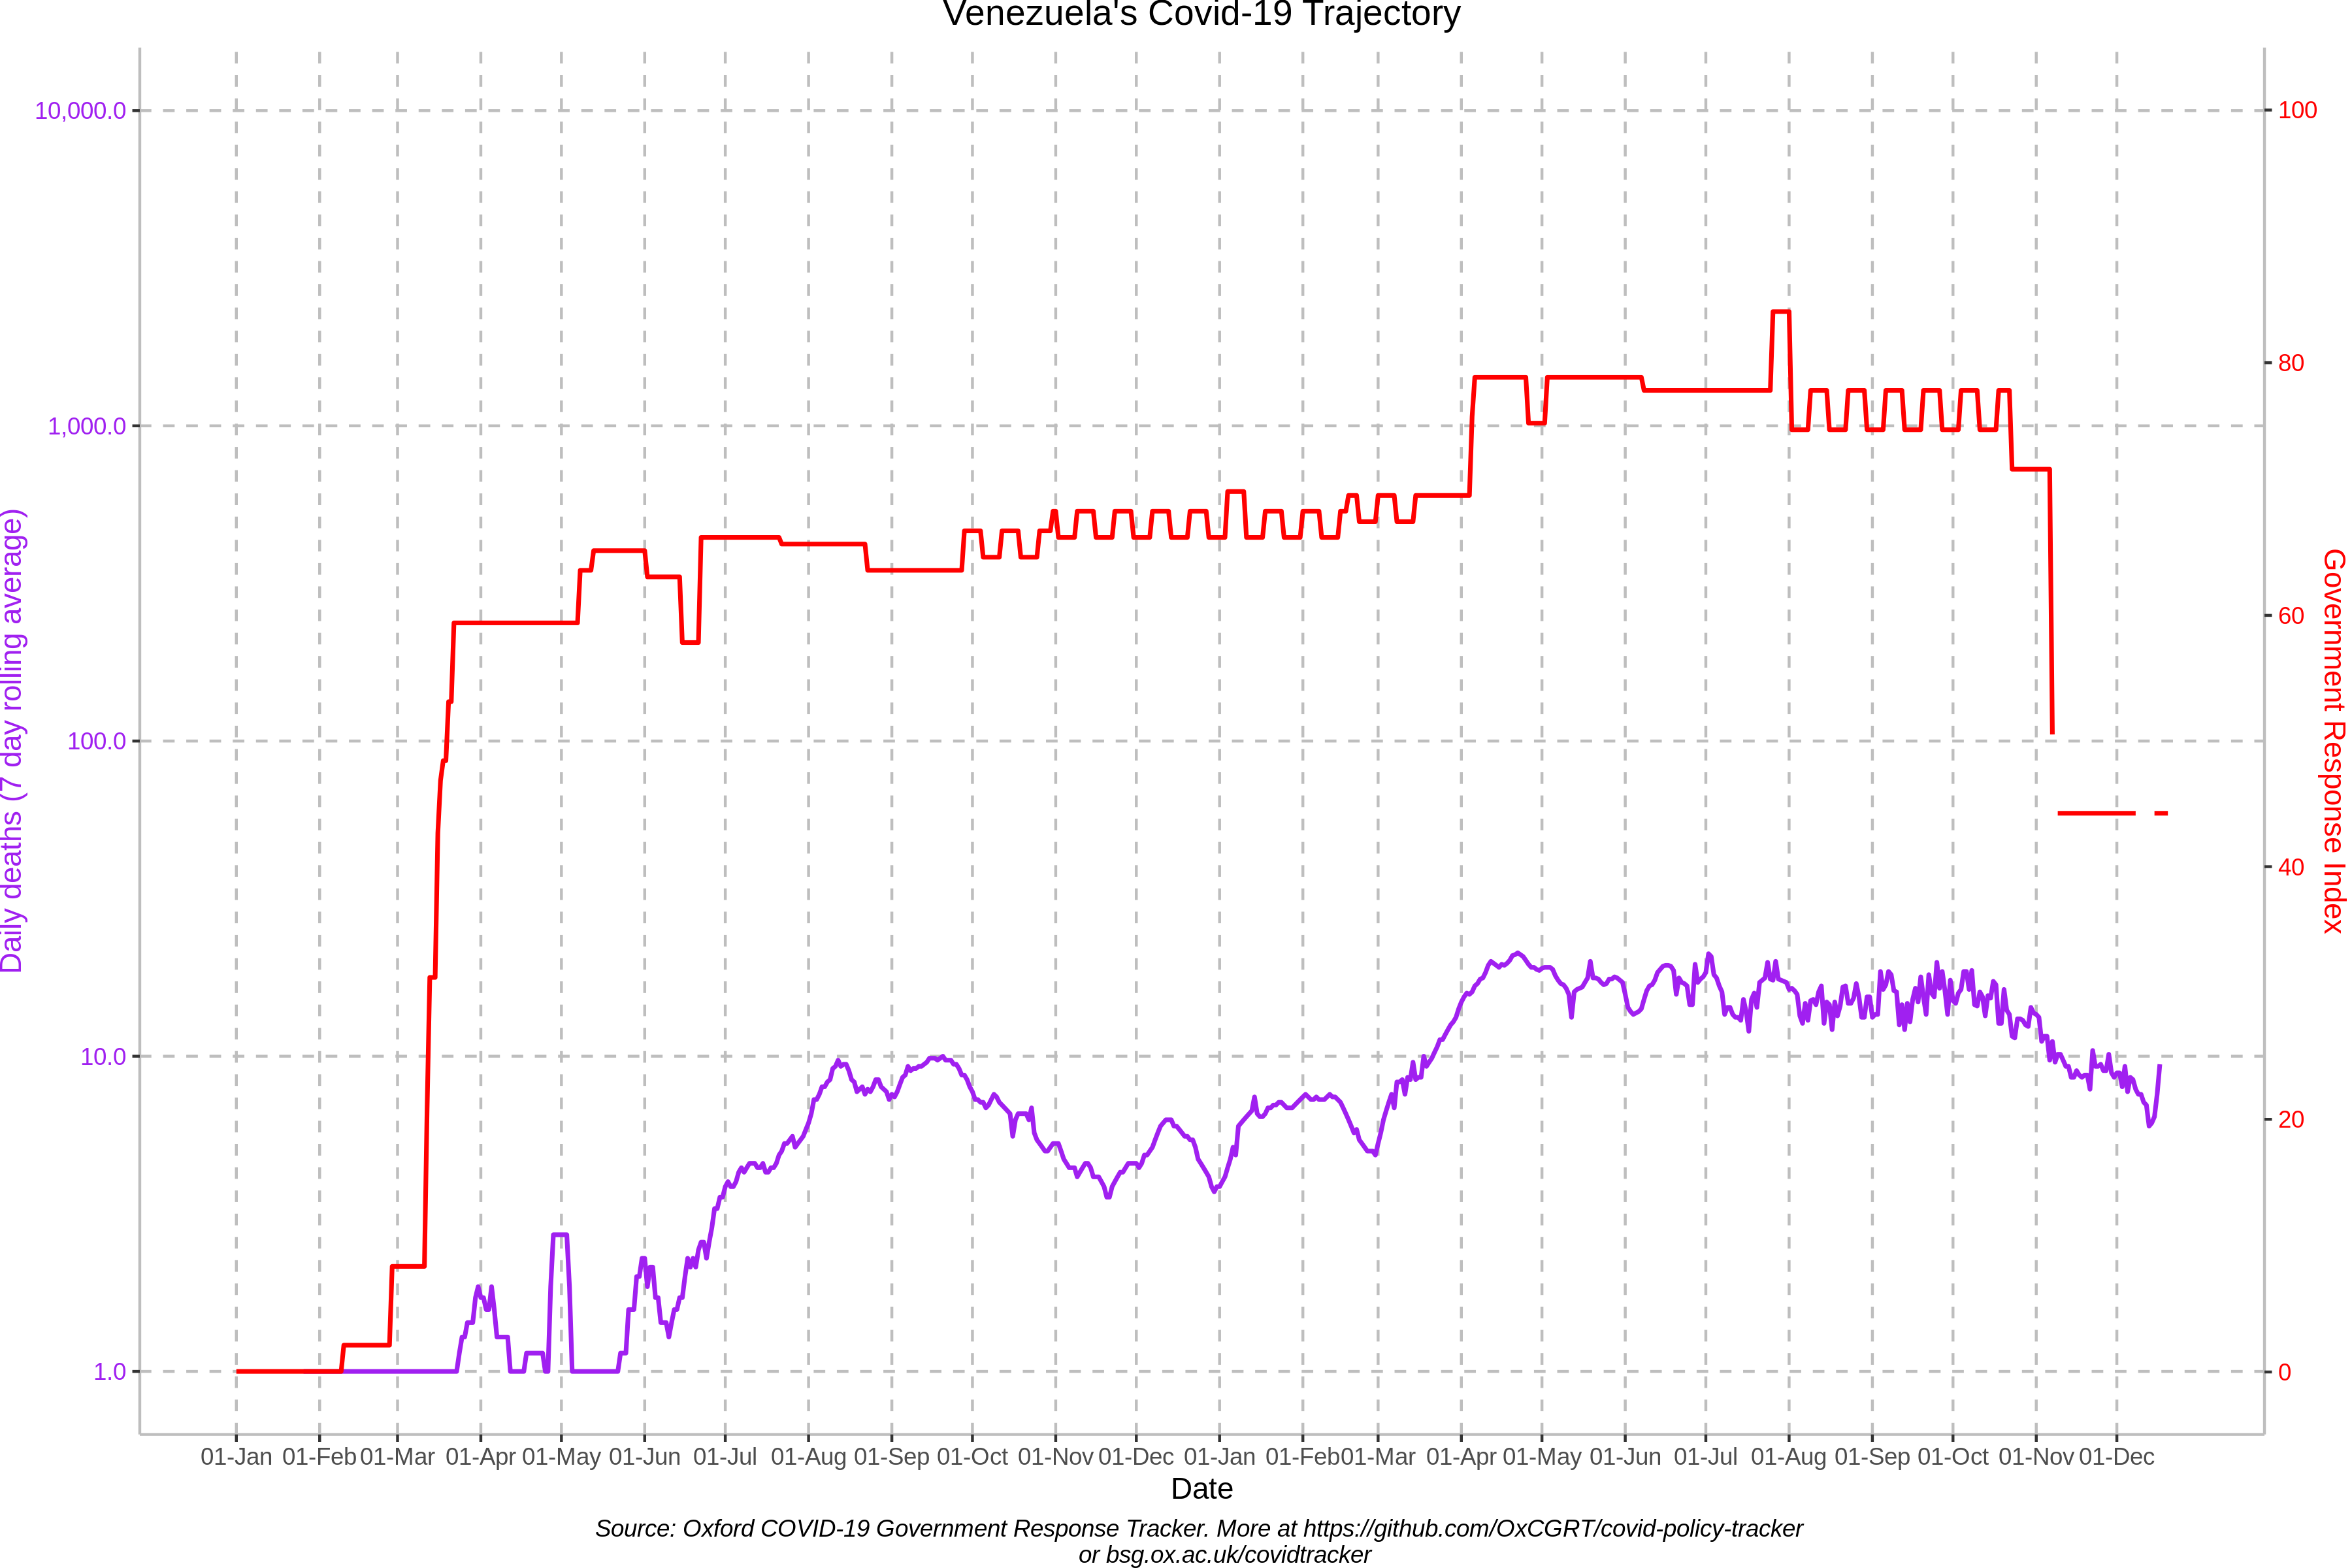 Venezuela's Covid-19 Trajectory
10,000.0
1,000.0
100.0
10.0
1.0
Daily deaths (7 day rolling average)
100
80
60
40
20
0
Government Response Index
01-Jan 01-Feb 01-Mar 01-Apr 01-May 01-Jun 01-Jul 01-Aug 01-Sep 01-Oct 01-Nov 01-Dec 01-Jan 01-Feb 01-Mar 01-Apr 01-May 01-Jun 01-Jul 01-Aug 01-Sep 01-Oct 01-Nov 01-Dec
Date
Source: Oxford COVID-19 Government Response Tracker. More at https://github.com/OxCGRT/covid-policy-tracker
or bsg.ox.ac.uk/covidtracker